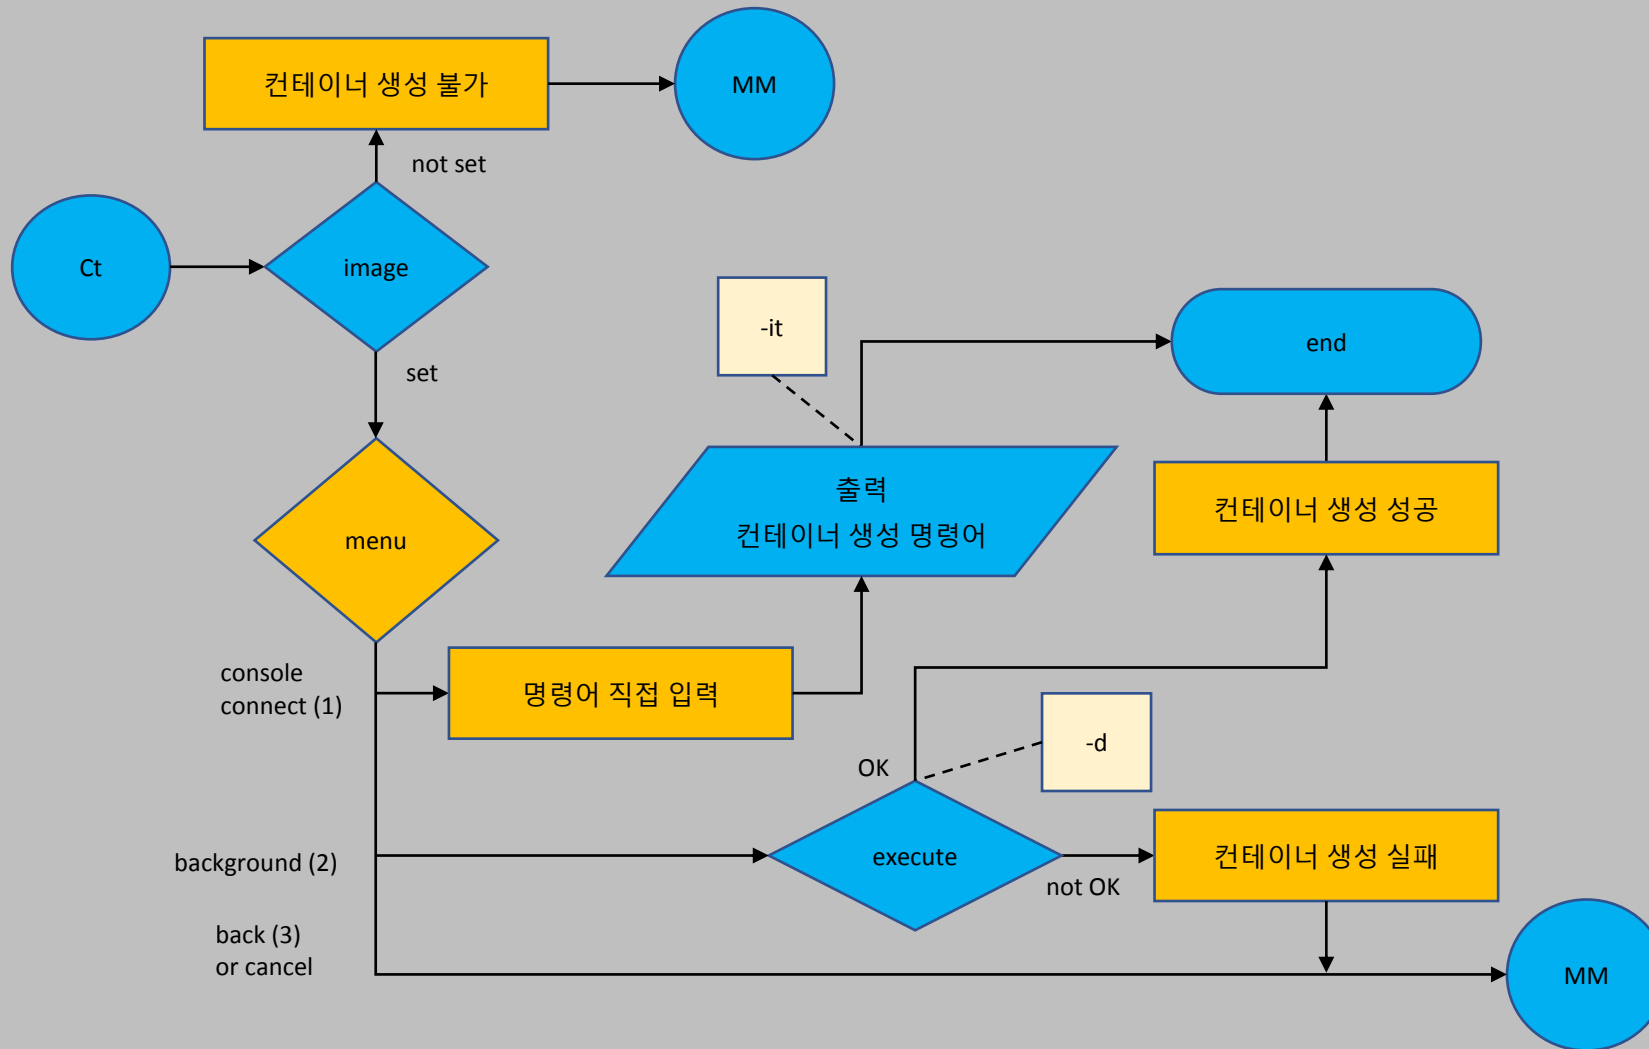 컨테이너 생성 불가
MM
not set
Ct
image
set
-it
end
menu
출력
컨테이너 생성 명령어
컨테이너 생성 성공
console
connect (1)
명령어 직접 입력
-d
OK
background (2)
execute
not OK
컨테이너 생성 실패
back (3)
or cancel
MM